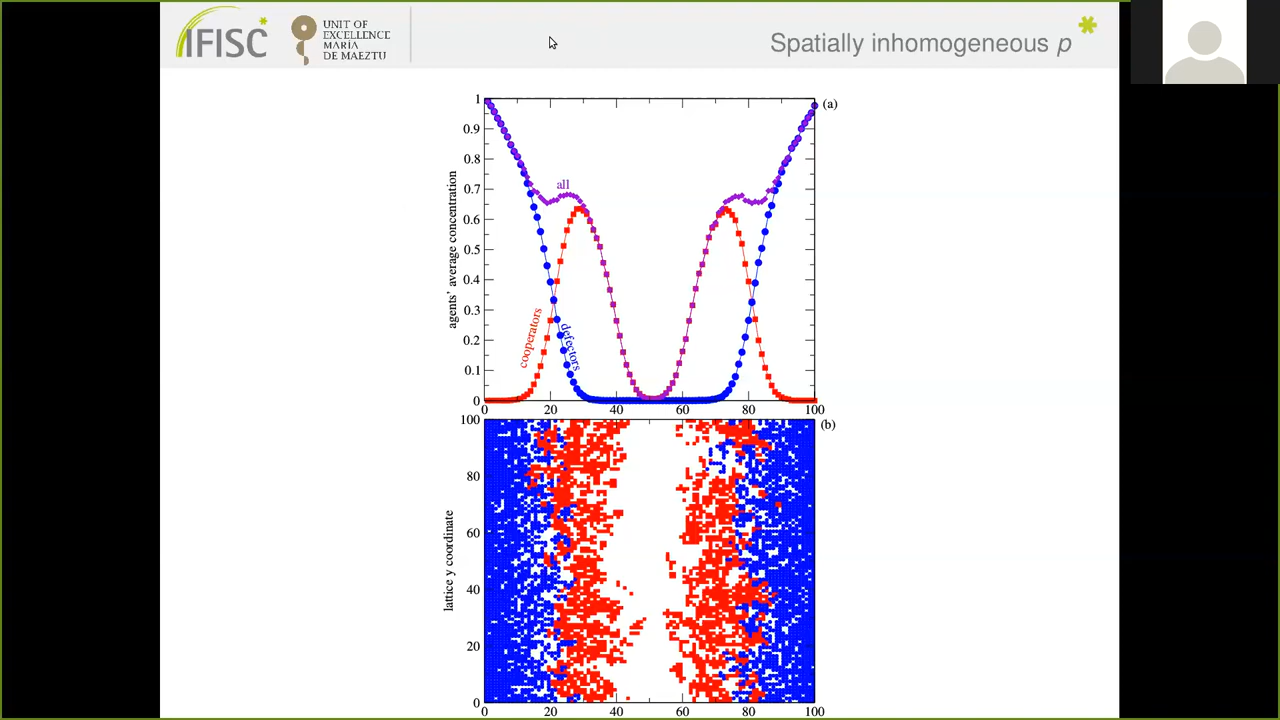 IFISC
UNIT OF
EXCELLENCE
MARÍA
DE MAEZTU
Spatially inhomogeneous p
(a)
1
0.9
0.8
0.7
0.6
0.5
0.4
0.3
0.2
0.1
0
agents' average concentration
all
cooperators
defectors
0 20 40 60 80 100
(b)
100
80
60
40
20
0
lattice y coordinate
0 20 40 60 80 100